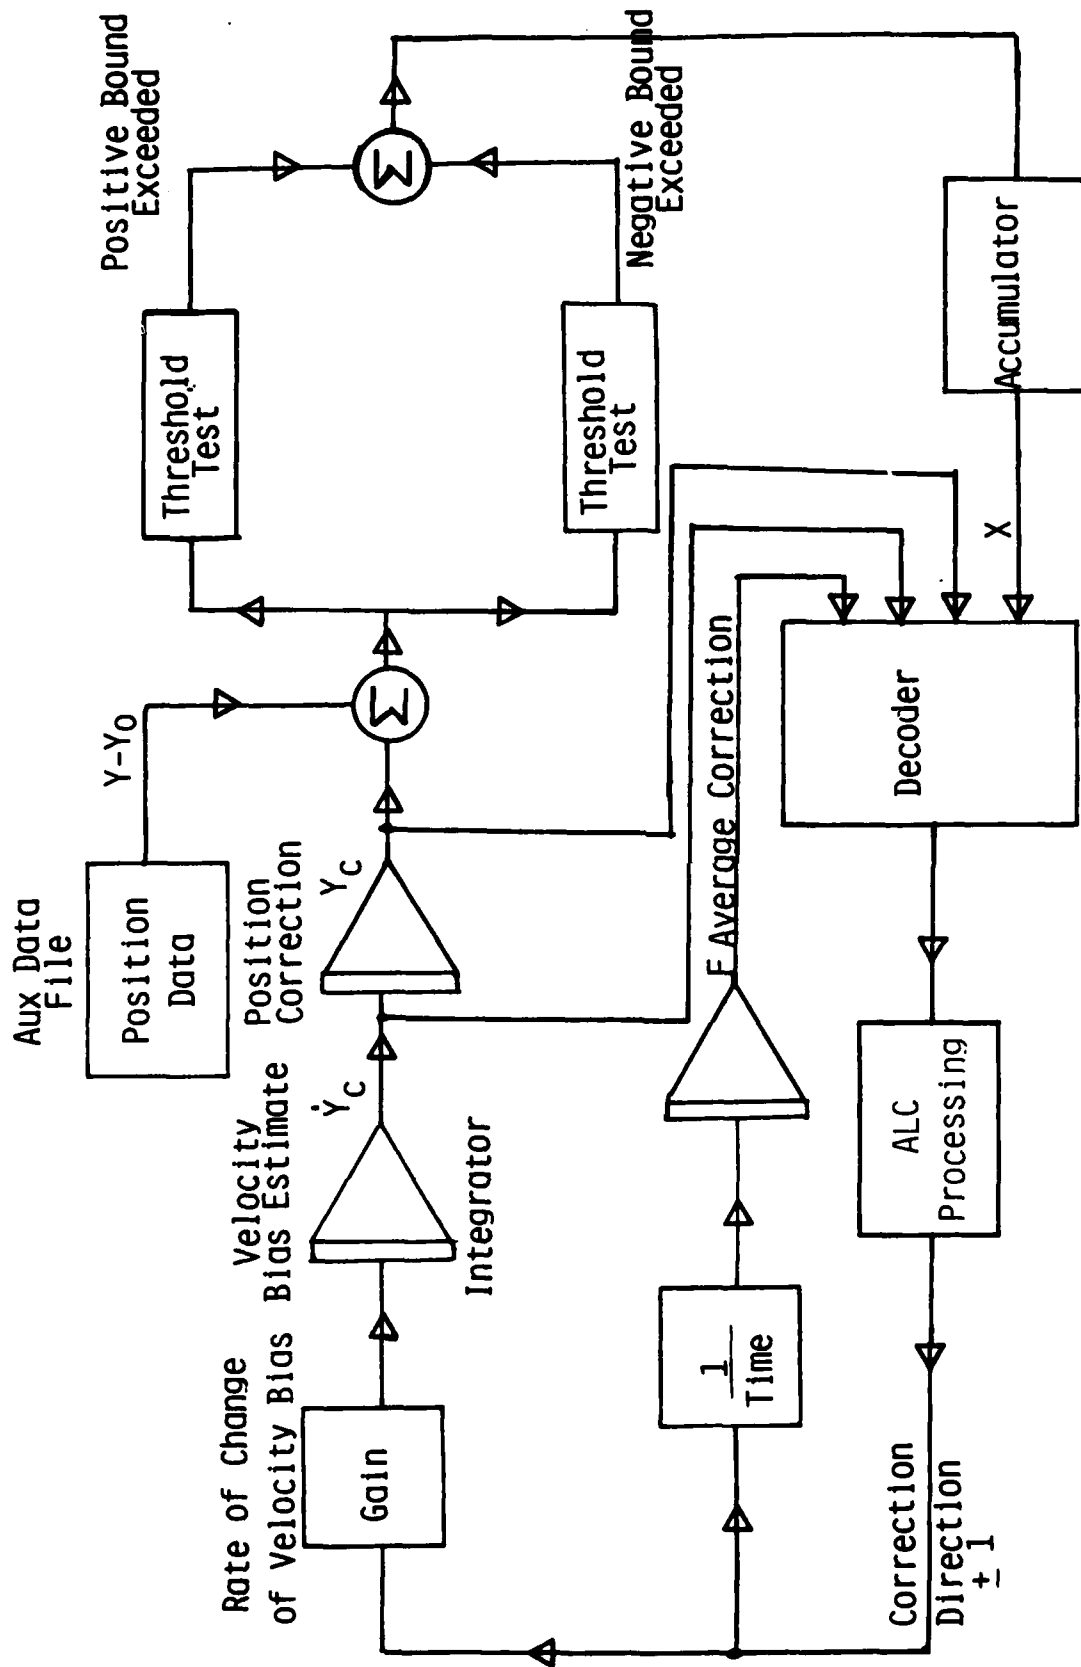 Aux Data
File
Position
Data
Y-Y₀
Positive Bound
Exceeded
Threshold
Test
Σ
Σ
Rate of Change
of Velocity Bias
Gain
Velocity
Bias Estimate
Ẏ_C
Integrator
Position
Correction
Y_C
Threshold
Test
Negative Bound
Exceeded
1
Time
F Average Correction
Correction
Direction
± 1
ALC
Processing
Decoder
X
Accumulator